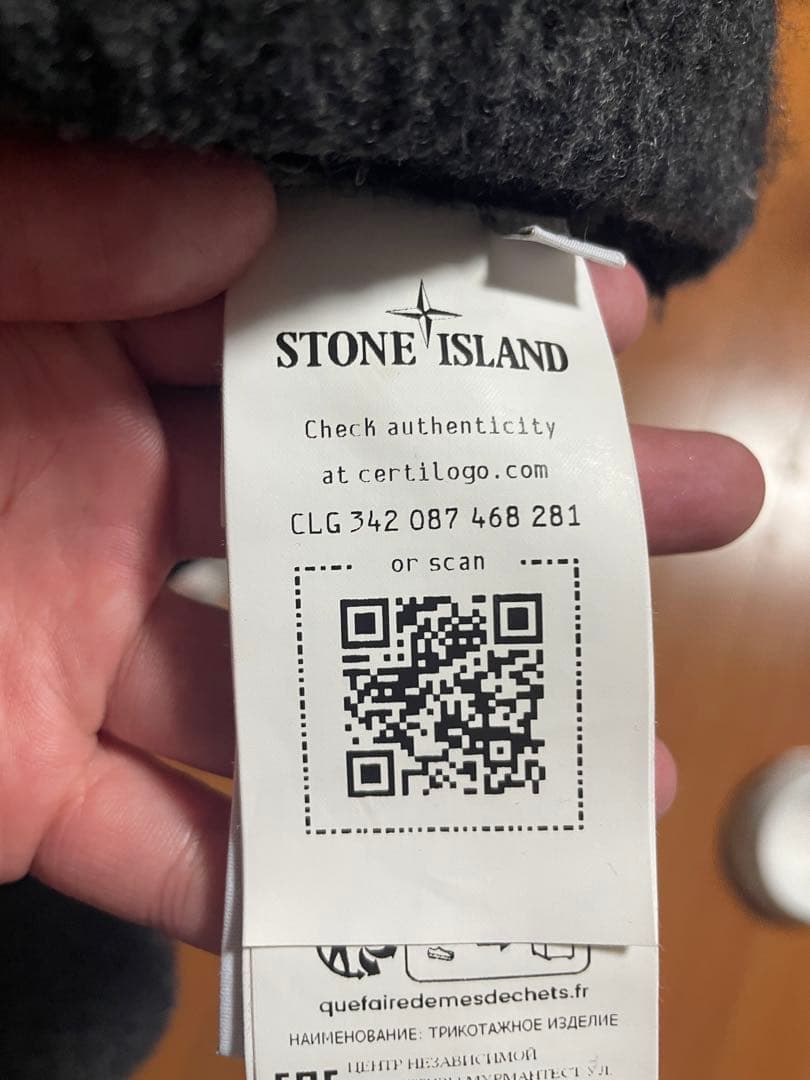 STONE ISLAND
Check authenticity
at certilogo.com
CLG 342 087 468 281
or scan
quefairedemesdechets.fr
НАИМЕНОВАНИЕ: ТРИКОТАЖНОЕ ИЗДЕЛИЕ
ЦЕНТР НЕЗАВИСИМОЙ